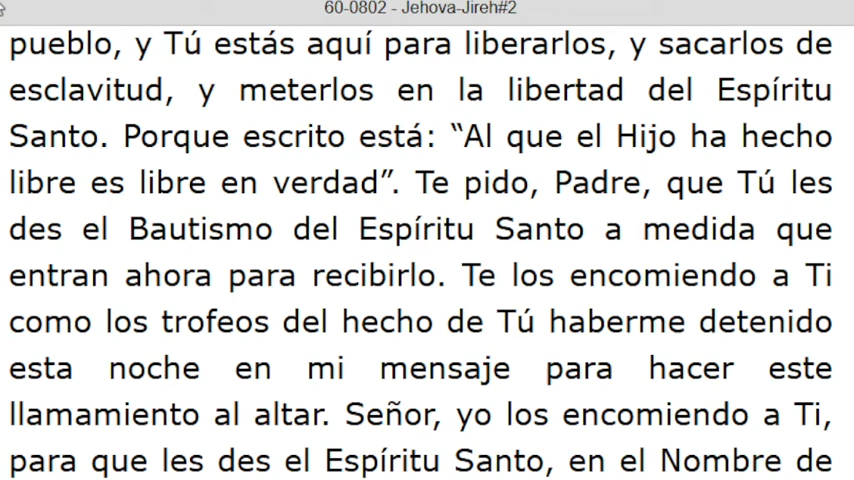 60-0802 - Jehova-Jireh#2
pueblo, y Tú estás aquí para liberarlos, y sacarlos de
esclavitud, y meterlos en la libertad del Espíritu
Santo. Porque escrito está: “Al que el Hijo ha hecho
libre es libre en verdad”. Te pido, Padre, que Tú les
des el Bautismo del Espíritu Santo a medida que
entran ahora para recibirlo. Te los encomiendo a Ti
como los trofeos del hecho de Tú haberme detenido
esta noche en mi mensaje para hacer este
llamamiento al altar. Señor, yo los encomiendo a Ti,
para que les des el Espíritu Santo, en el Nombre de